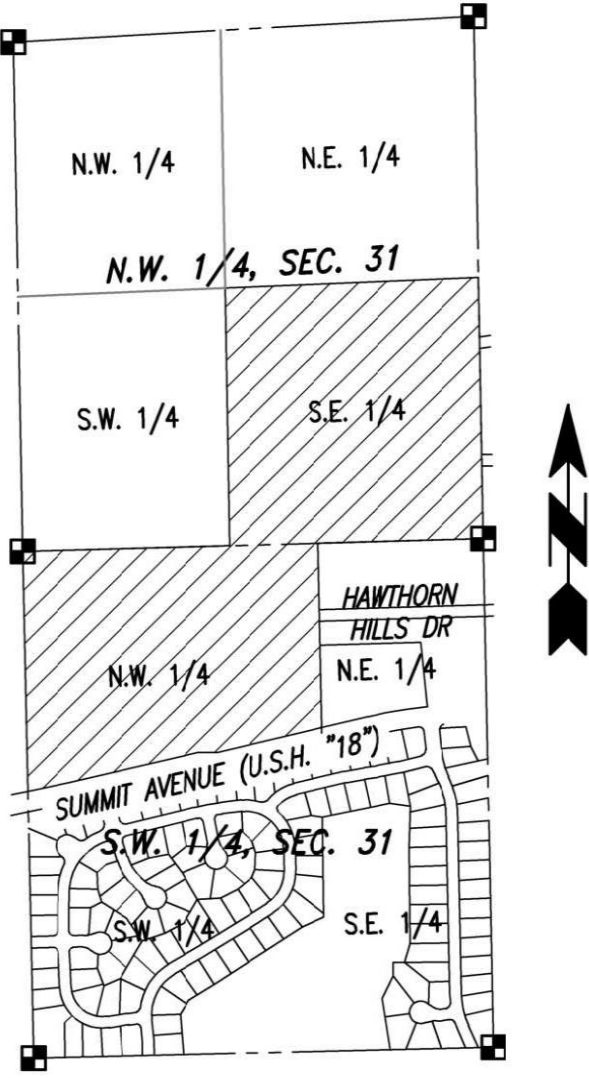 N.W. 1/4
N.E. 1/4
N.W. 1/4, SEC. 31
S.W. 1/4
S.E. 1/4
N
HAWTHORN
HILLS DR
N.W. 1/4
N.E. 1/4
SUMMIT AVENUE (U.S.H. "18")
S.W. 1/4, SEC. 31
S.W. 1/4
S.E. 1/4